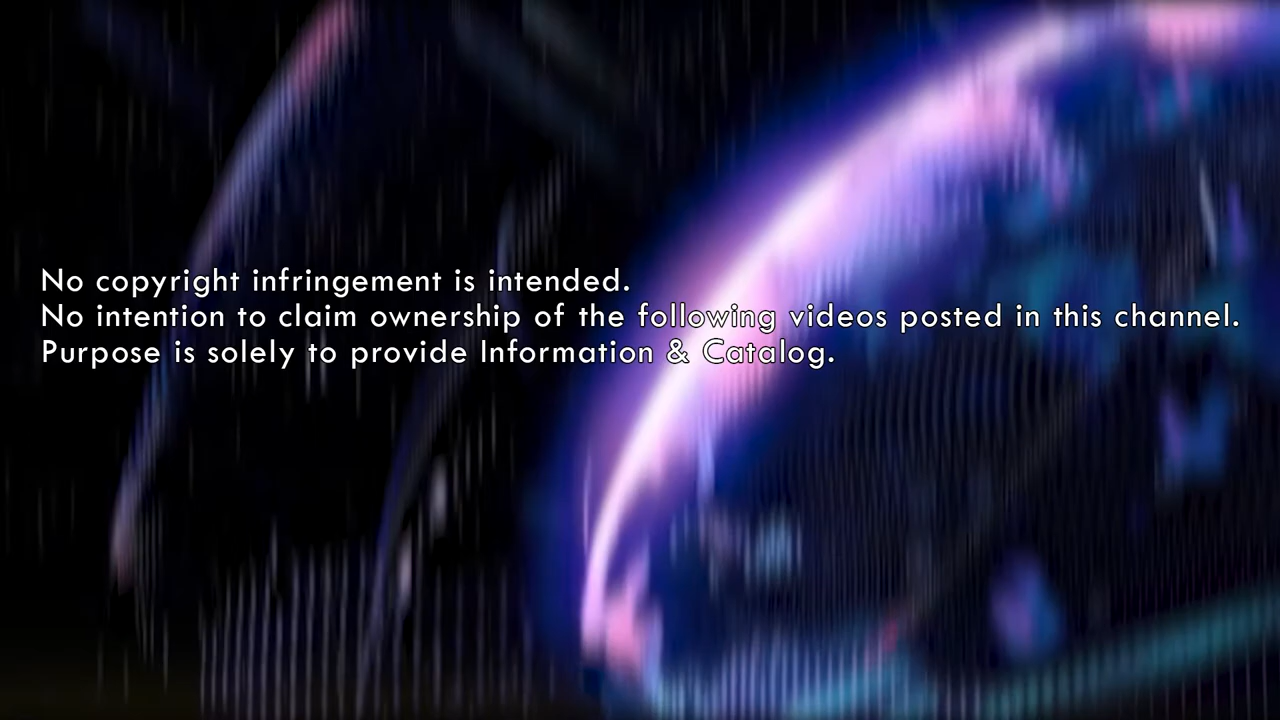 No copyright infringement is intended.
No intention to claim ownership of the following videos posted in this channel.
Purpose is solely to provide Information & Catalog.